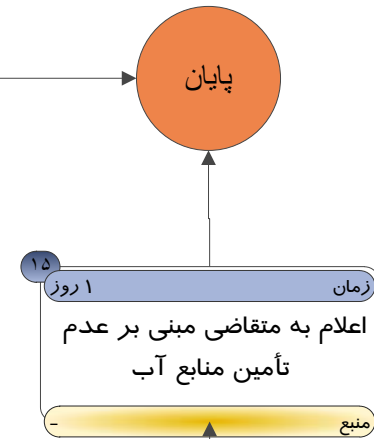 پایان
۱۵
زمان ۱ روز
اعلام به متقاضی مبنی بر عدم
تأمین منابع آب
منبع -